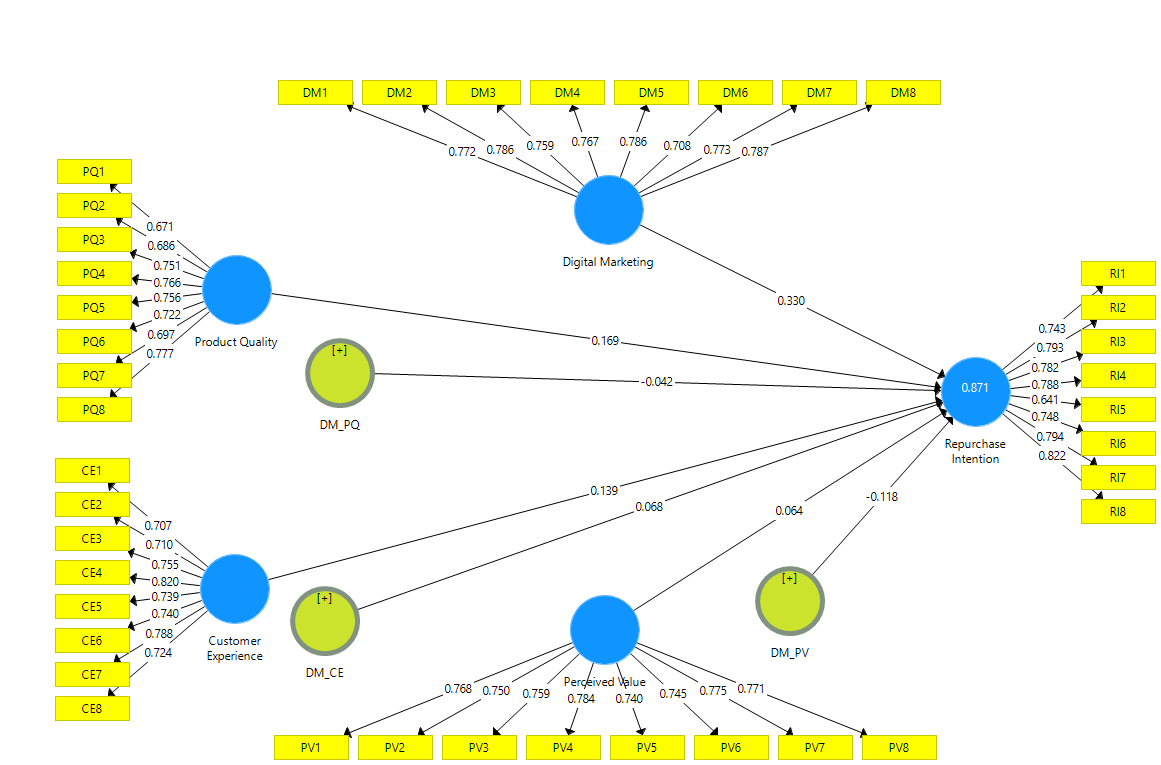 DM1 DM2 DM3 DM4 DM5 DM6 DM7 DM8
0.772 0.786 0.759 0.767 0.786 0.708 0.773 0.787
Digital Marketing
PQ1
PQ2
PQ3
PQ4
PQ5
PQ6
PQ7
PQ8
0.671
0.686
0.751
0.766
0.756
0.722
0.697
0.777
Product Quality
[+]
DM_PQ
0.330
0.169
-0.042
0.871
Repurchase
Intention
RI1
RI2
RI3
RI4
RI5
RI6
RI7
RI8
0.743
0.793
0.782
0.788
0.641
0.748
0.794
0.822
CE1
CE2
CE3
CE4
CE5
CE6
CE7
CE8
0.707
0.710
0.755
0.820
0.739
0.740
0.788
0.724
Customer
Experience
[+]
DM_CE
0.139
0.068
0.064
-0.118
[+]
DM_PV
Perceived Value
0.768 0.750 0.759 0.784 0.740 0.745 0.775 0.771
PV1 PV2 PV3 PV4 PV5 PV6 PV7 PV8